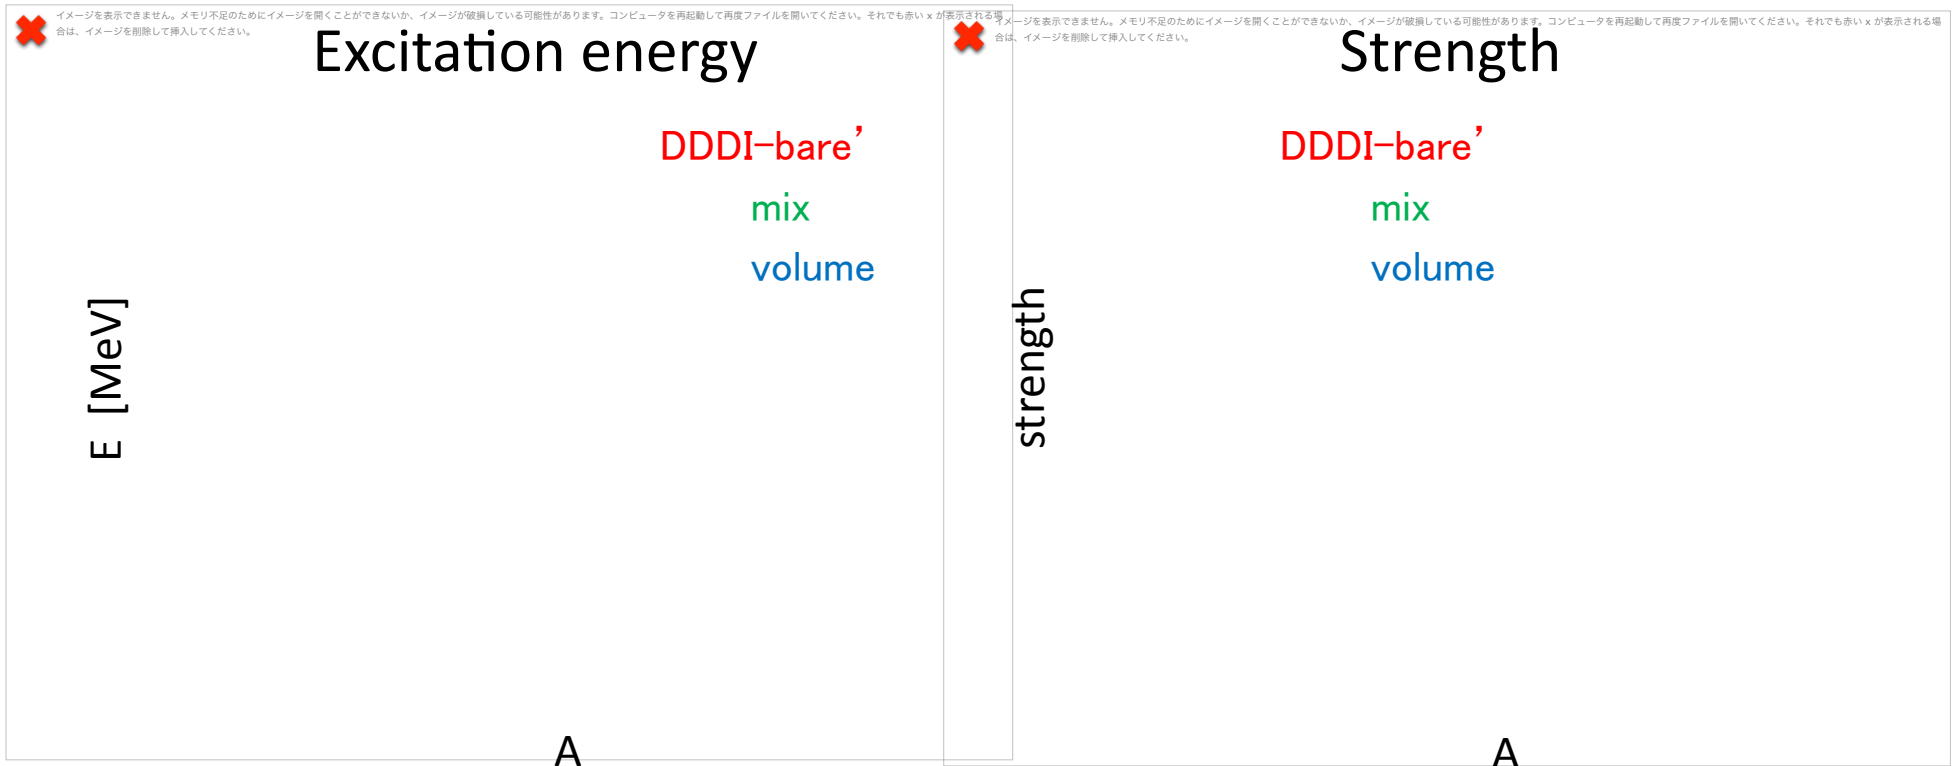 イメージを表示できません。メモリ不足のためにイメージを開くことができないか、イメージが破損している可能性があります。コンピュータを再起動して再度ファイルを開いてください。それでも赤い x が表示される場
合は、イメージを削除して挿入してください。
Excitation energy
DDDI-bare’
mix
volume
E [MeV]
A
イメージを表示できません。メモリ不足のためにイメージを開くことができないか、イメージが破損している可能性があります。コンピュータを再起動して再度ファイルを開いてください。それでも赤い x が表示される場
合は、イメージを削除して挿入してください。
Strength
DDDI-bare’
mix
volume
strength
A